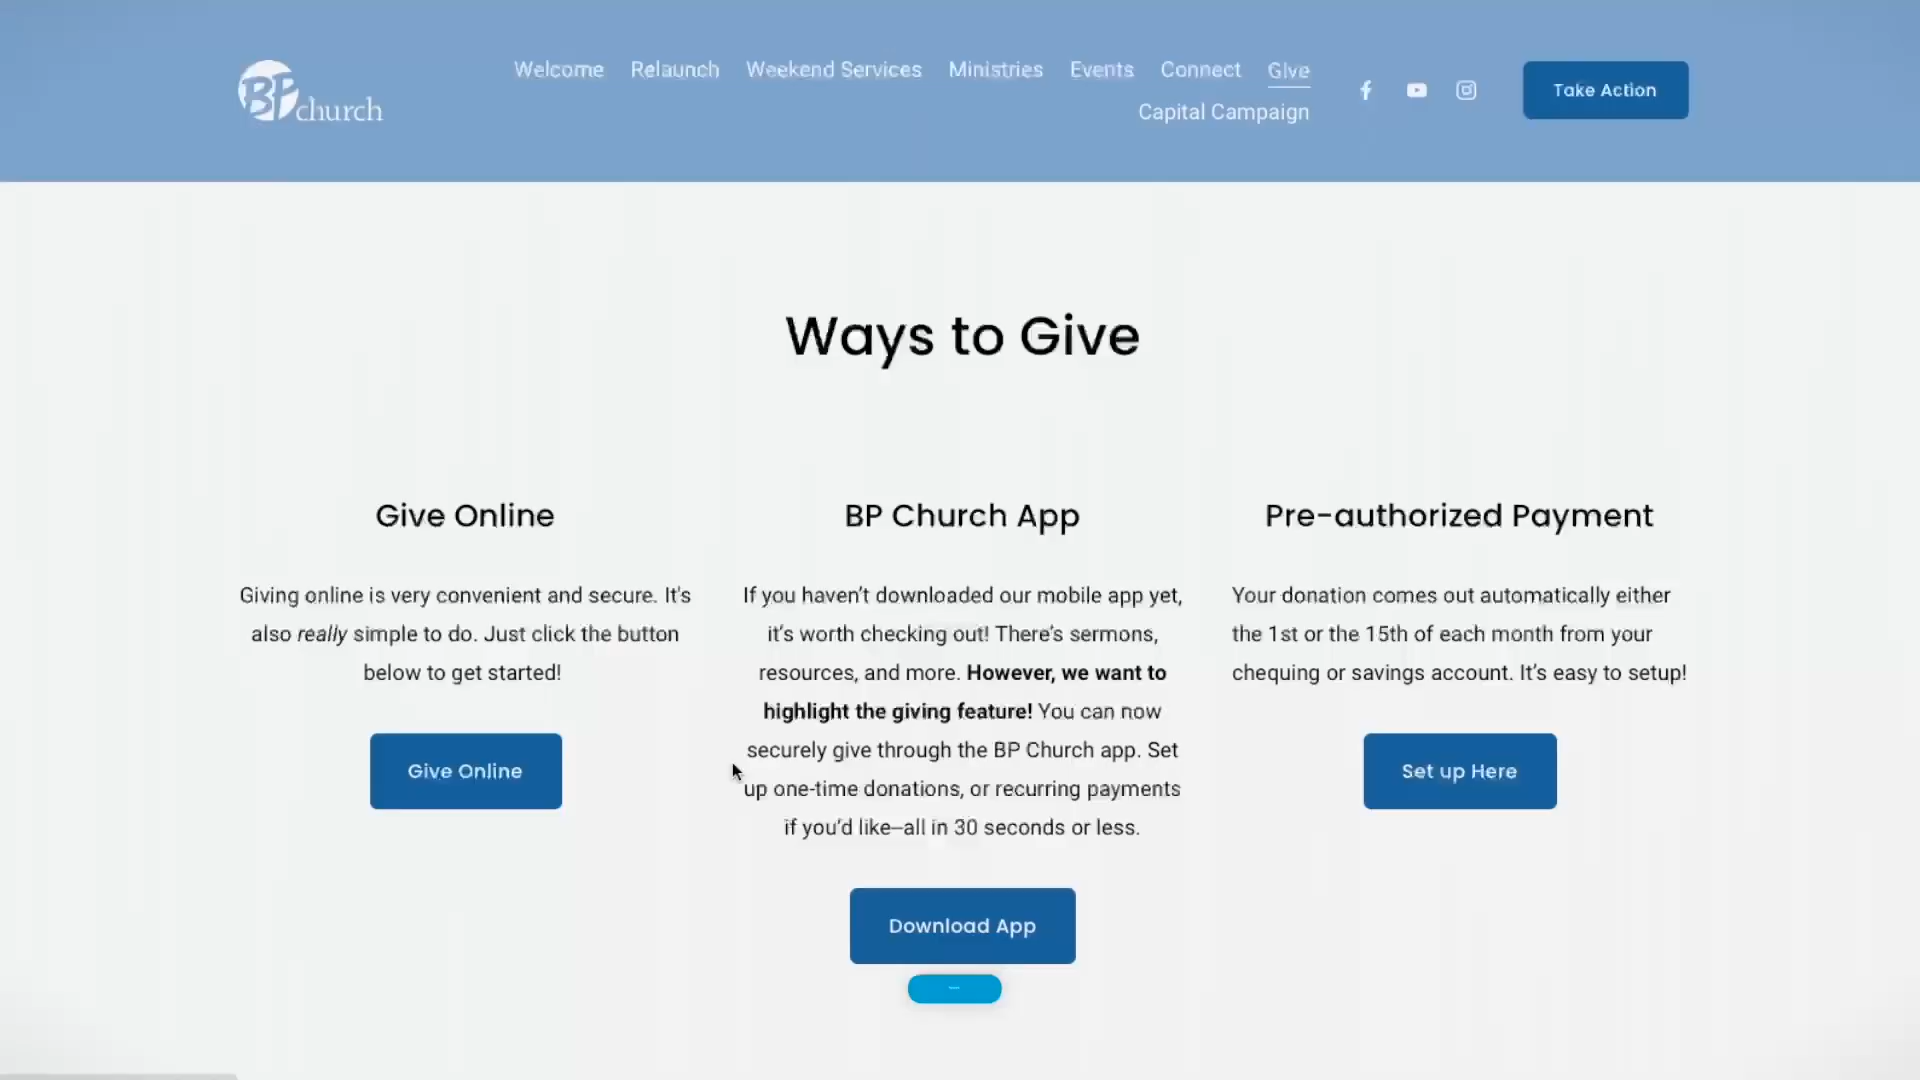 BP church
Welcome Relaunch Weekend Services Ministries Events Connect Give
Capital Campaign
Take Action
Ways to Give
Give Online
Giving online is very convenient and secure. It's
also really simple to do. Just click the button
below to get started!
Give Online
BP Church App
If you haven’t downloaded our mobile app yet,
it’s worth checking out! There’s sermons,
resources, and more. However, we want to
highlight the giving feature! You can now
securely give through the BP Church app. Set
up one-time donations, or recurring payments
if you’d like—all in 30 seconds or less.
Download App
Pre-authorized Payment
Your donation comes out automatically either
the 1st or the 15th of each month from your
chequing or savings account. It’s easy to setup!
Set up Here